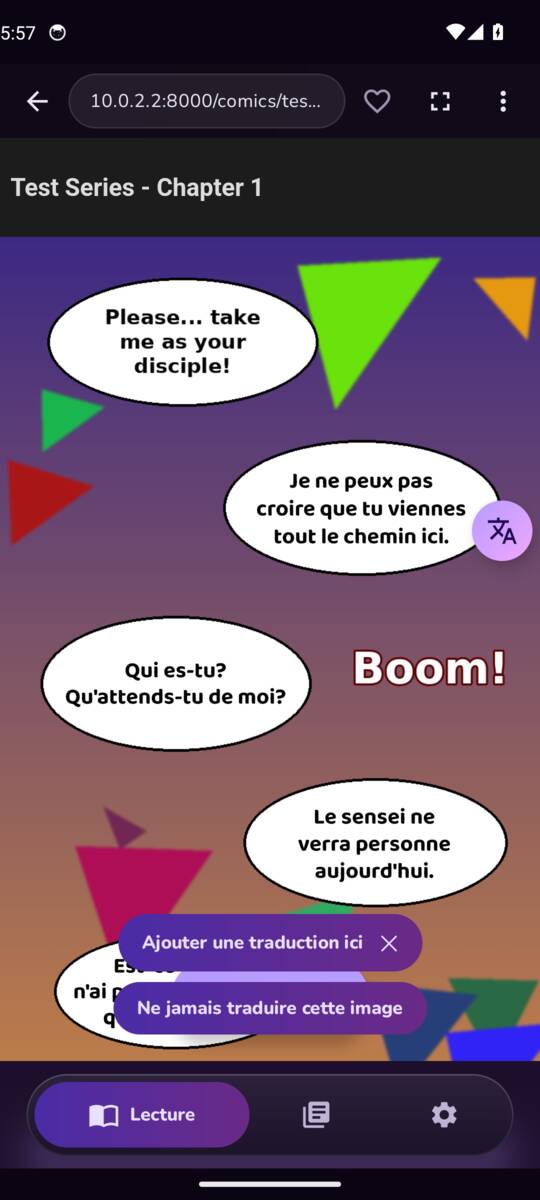 5:57
10.0.2.2:8000/comics/tes...
Test Series - Chapter 1
Please... take
me as your
disciple!
Je ne peux pas
croire que tu viennes
tout le chemin ici.
Qui es-tu?
Qu'attends-tu de moi?
Boom!
Le sensei ne
verra personne
aujourd'hui.
Ajouter une traduction ici
n'ai
Ne jamais traduire cette image
Lecture